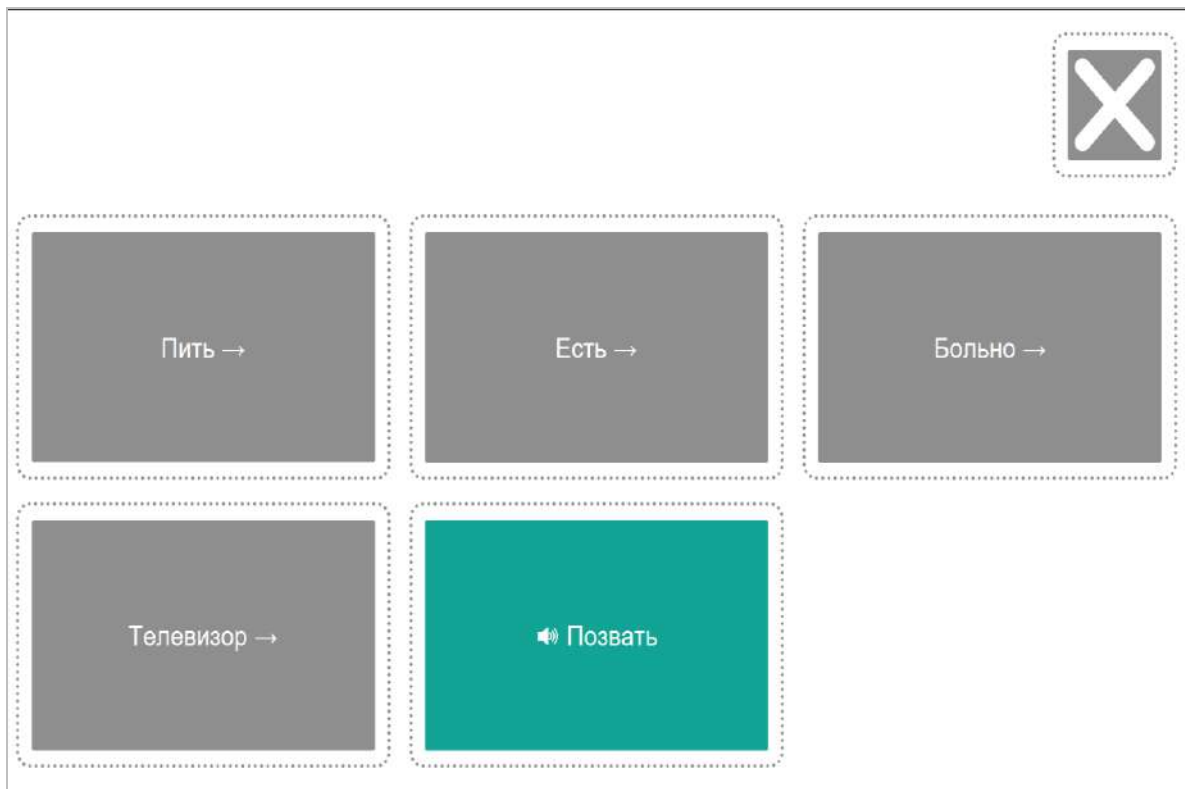 Пить →
Есть →
Больно →
Телевизор →
Позвать